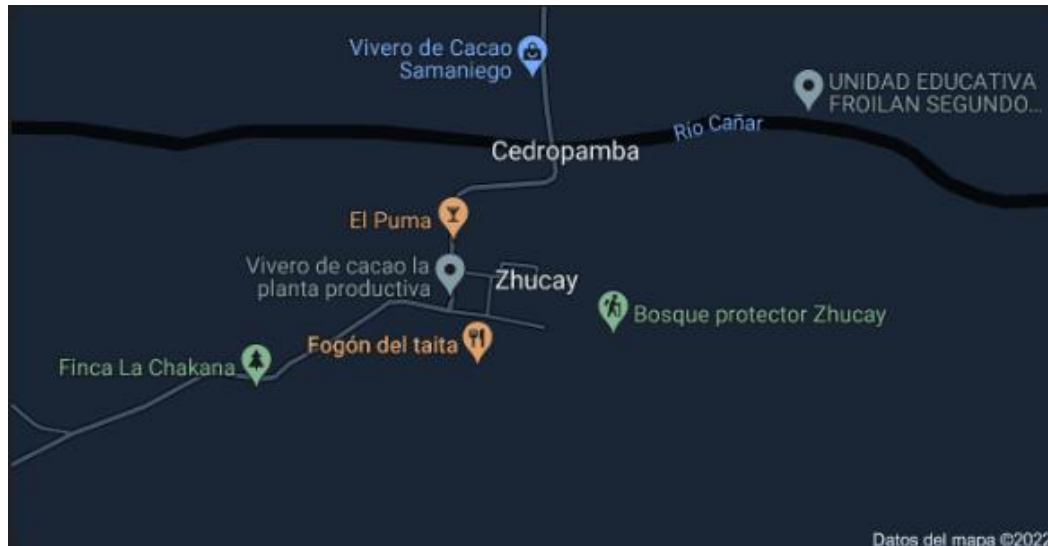 Vivero de Cacao
Samaniego
UNIDAD EDUCATIVA
FROILAN SEGUNDO...
Río Cañar
Cedropamba
El Puma
Vivero de cacao la
planta productiva
Zhucay
Bosque protector Zhucay
Fogón del taita
Finca La Chakana
Datos del mapa ©2022